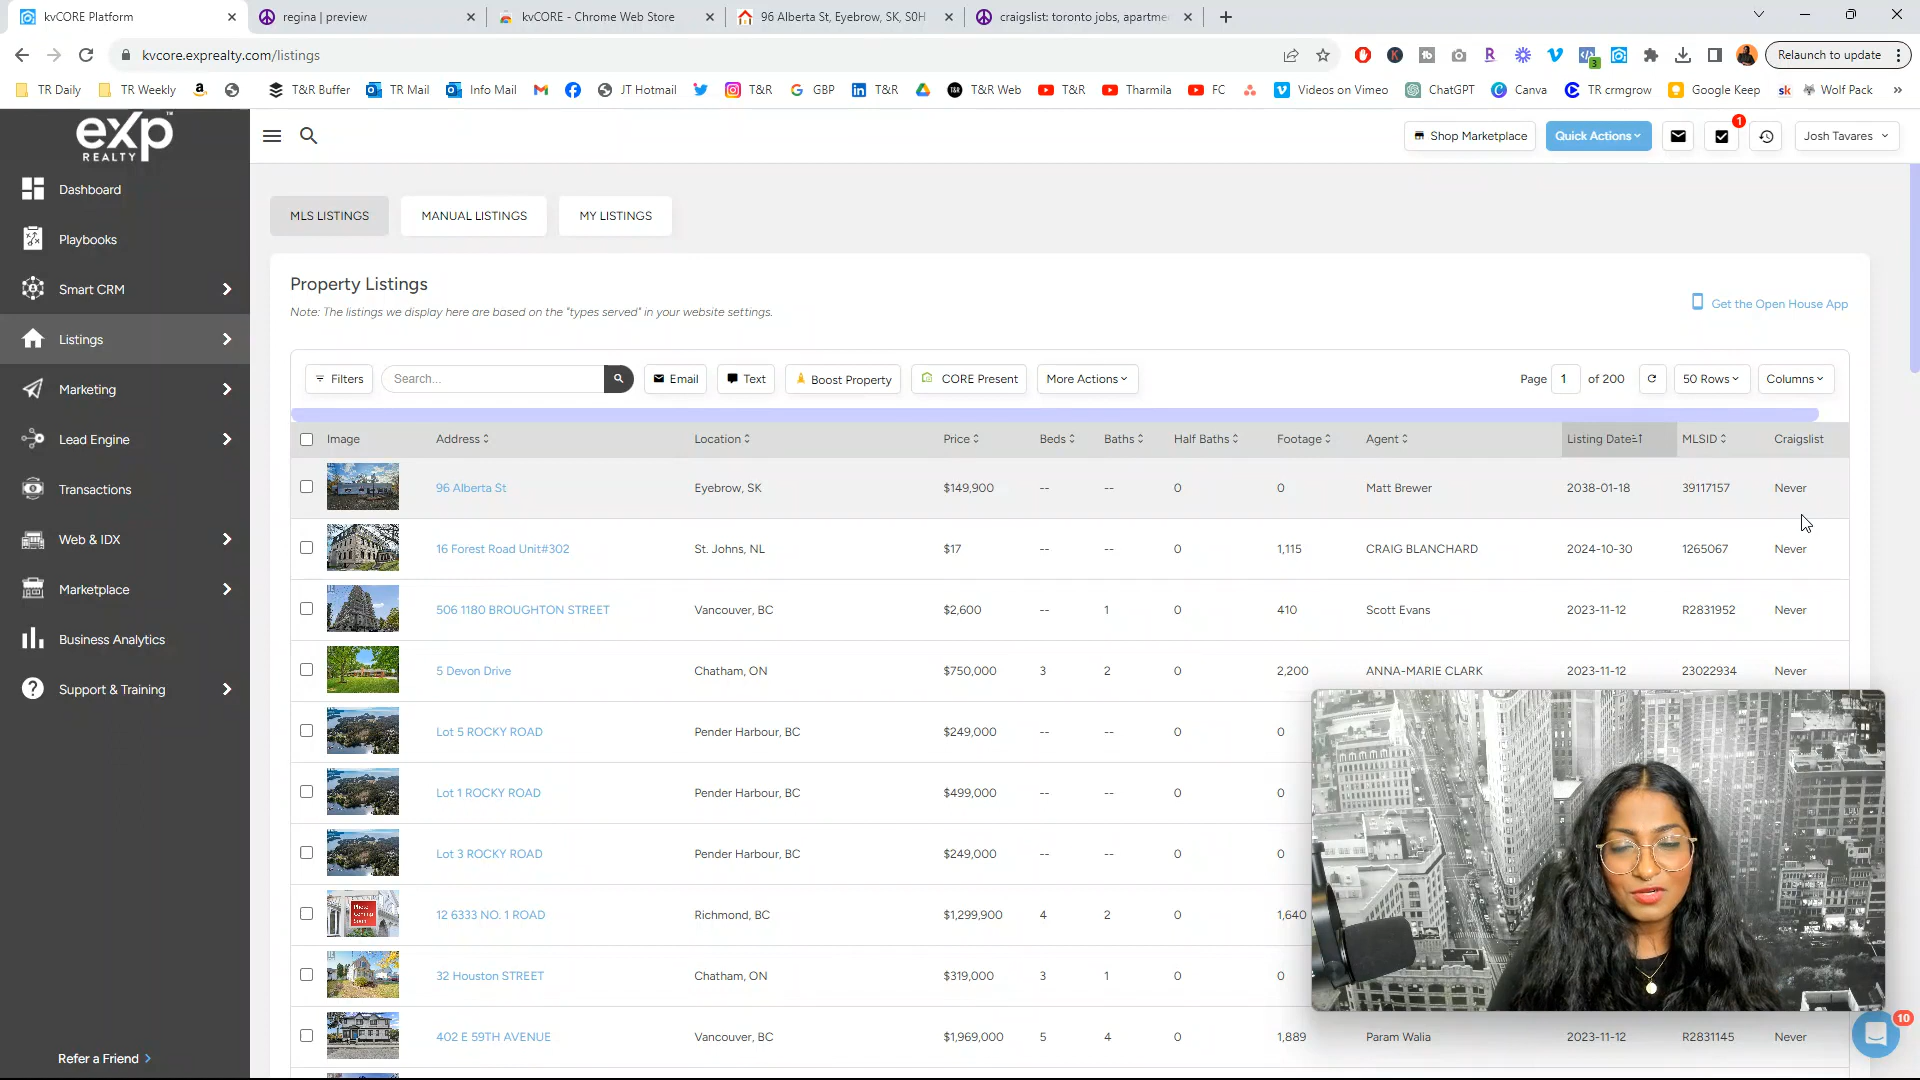 kvCORE Platform
regina | preview
kvCORE - Chrome Web Store
96 Alberta St, Eyebrow, SK, S0H
craigslist: toronto jobs, apartme
kvcore.exprealty.com/listings
Relaunch to update
TR Daily
TR Weekly
T&R Buffer
TR Mail
Info Mail
JT Hotmail
T&R
GBP
T&R
T&R Web
T&R
Tharmila
FC
Videos on Vimeo
ChatGPT
Canva
TR crmgrow
Google Keep
sk
Wolf Pack
»
eXp
REALTY
Shop Marketplace
Quick Actions
1
Josh Tavares
Dashboard
Playbooks
Smart CRM
Listings
Marketing
Lead Engine
Transactions
Web & IDX
Marketplace
Business Analytics
Support & Training
Refer a Friend
MLS LISTINGS
MANUAL LISTINGS
MY LISTINGS
Property Listings
Note: The listings we display here are based on the "types served" in your website settings.
Get the Open House App
Filters
Search...
Email
Text
Boost Property
CORE Present
More Actions
Page 1 of 200
50 Rows
Columns
Image Address Location Price Beds Baths Half Baths Footage Agent Listing Date MLSID Craigslist
96 Alberta St Eyebrow, SK $149,900 -- -- 0 0 Matt Brewer 2038-01-18 39117157 Never
16 Forest Road Unit#302 St. Johns, NL $17 -- -- 0 1,115 CRAIG BLANCHARD 2024-10-30 1265067 Never
506 1180 BROUGHTON STREET Vancouver, BC $2,600 -- 1 0 410 Scott Evans 2023-11-12 R2831952 Never
5 Devon Drive Chatham, ON $750,000 3 2 0 2,200 ANNA-MARIE CLARK 2023-11-12 23022934 Never
Lot 5 ROCKY ROAD Pender Harbour, BC $249,000 -- -- 0 0
Lot 1 ROCKY ROAD Pender Harbour, BC $499,000 -- -- 0 0
Lot 3 ROCKY ROAD Pender Harbour, BC $249,000 -- -- 0 0
Photo Coming Soon
12 6333 NO. 1 ROAD Richmond, BC $1,299,900 4 2 0 1,640
32 Houston STREET Chatham, ON $319,000 3 1 0 0
402 E 59TH AVENUE Vancouver, BC $1,969,000 5 4 0 1,889 Param Walia 2023-11-12 R2831145 Never
10